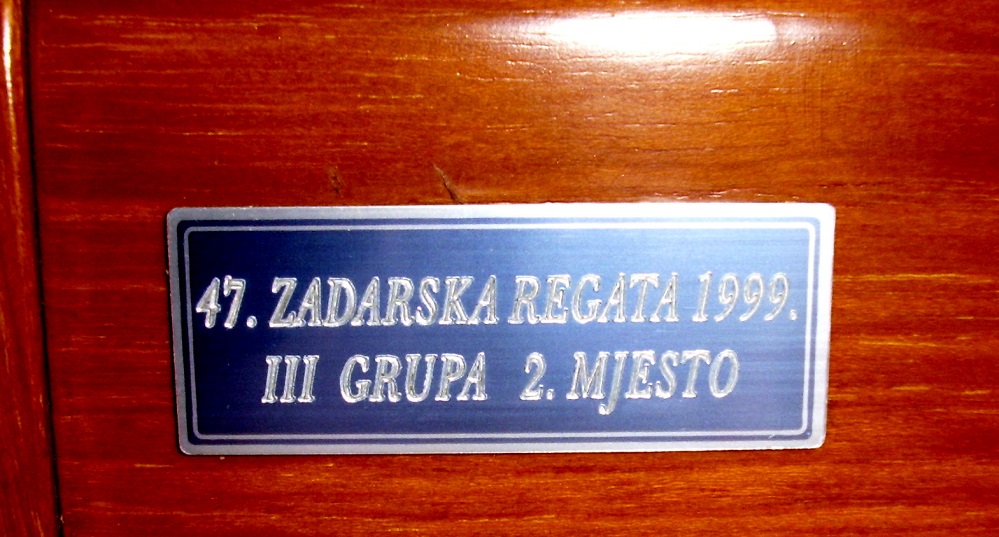 47. ZADARSKA REGATA 1999.
III GRUPA 2. MJESTO